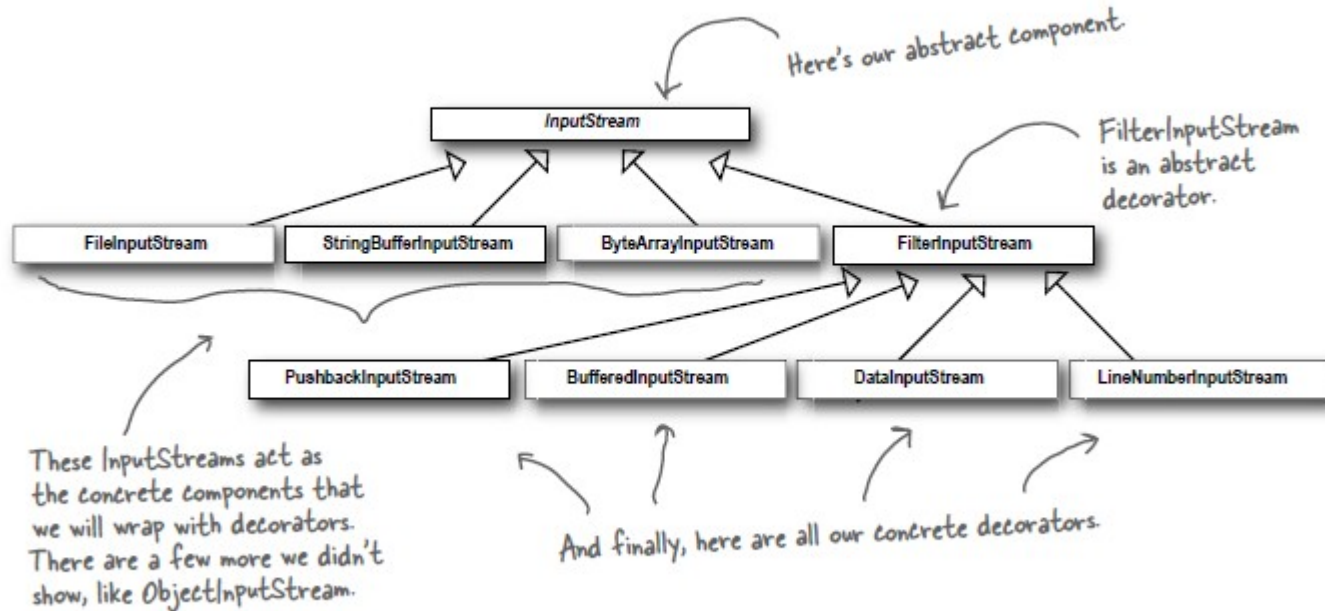 Here's our abstract component.
InputStream
FilterInputStream
is an abstract
decorator.
FileInputStream
StringBufferInputStream
ByteArrayInputStream
FilterInputStream
PushbackInputStream
BufferedInputStream
DataInputStream
LineNumberInputStream
These InputStreams act as
the concrete components that
we will wrap with decorators.
There are a few more we didn't
show, like ObjectInputStream.
And finally, here are all our concrete decorators.